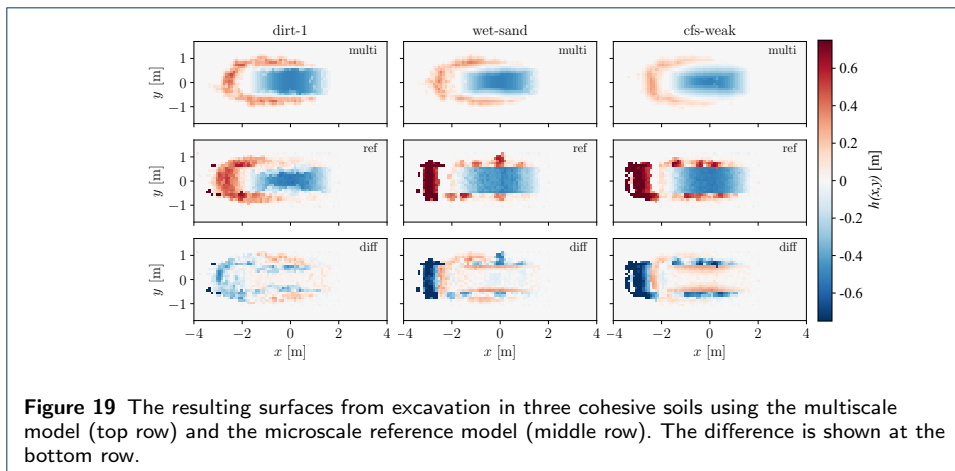 dirt-1 wet-sand cfs-weak
multi multi multi
1
0
−1
y [m]
ref ref ref
1
0
−1
y [m]
diff diff diff
1
0
−1
y [m]
−4 −2 0 2 4 −4 −2 0 2 4 −4 −2 0 2 4
x [m] x [m] x [m]
0.6
0.4
0.2
0
-0.2
-0.4
-0.6
h(x,y) [m]
Figure 19 The resulting surfaces from excavation in three cohesive soils using the multiscale
model (top row) and the microscale reference model (middle row). The difference is shown at the
bottom row.